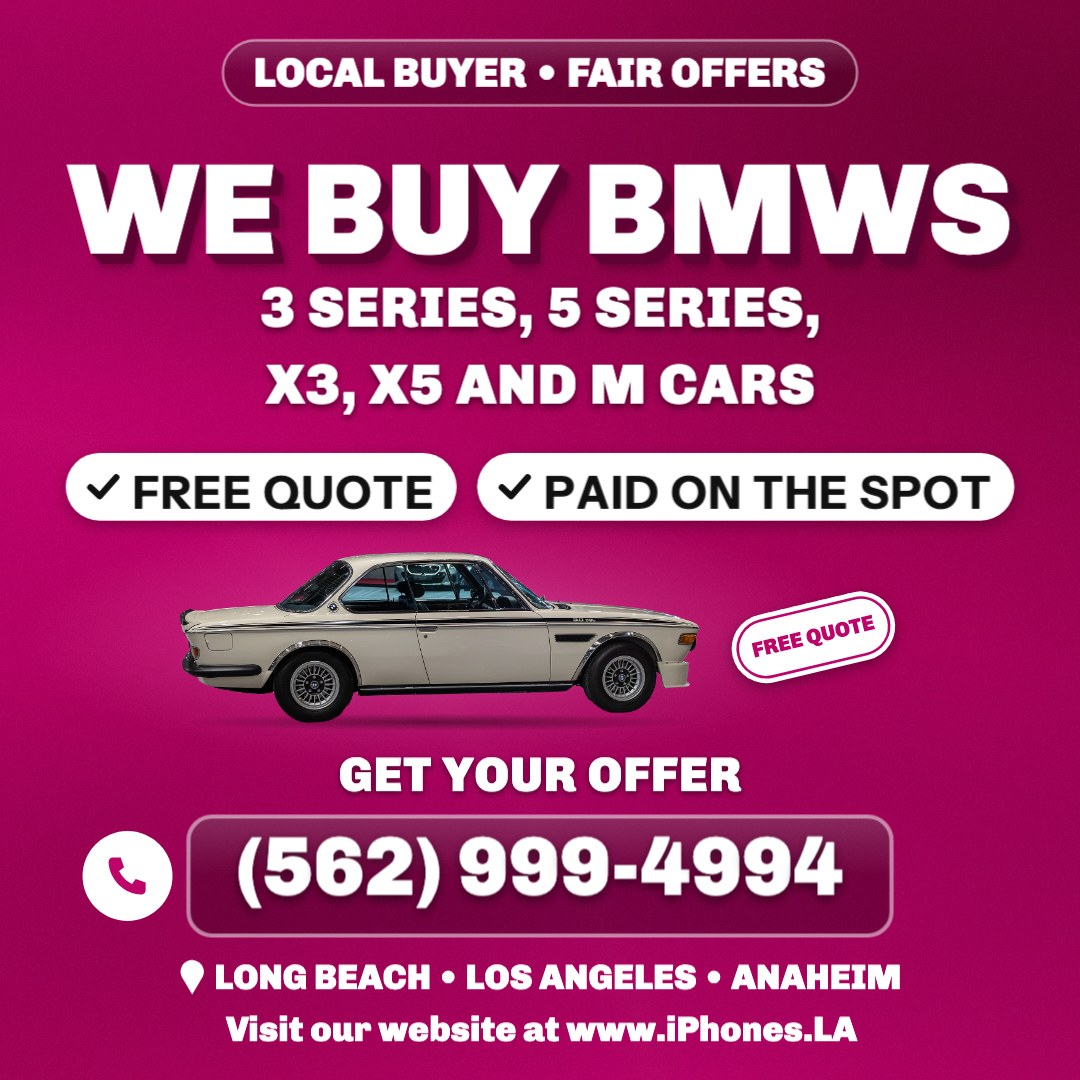 LOCAL BUYER • FAIR OFFERS
WE BUY BMWS
3 SERIES, 5 SERIES,
X3, X5 AND M CARS
FREE QUOTE
PAID ON THE SPOT
FREE QUOTE
GET YOUR OFFER
(562) 999-4994
LONG BEACH • LOS ANGELES • ANAHEIM
Visit our website at www.iPhones.LA